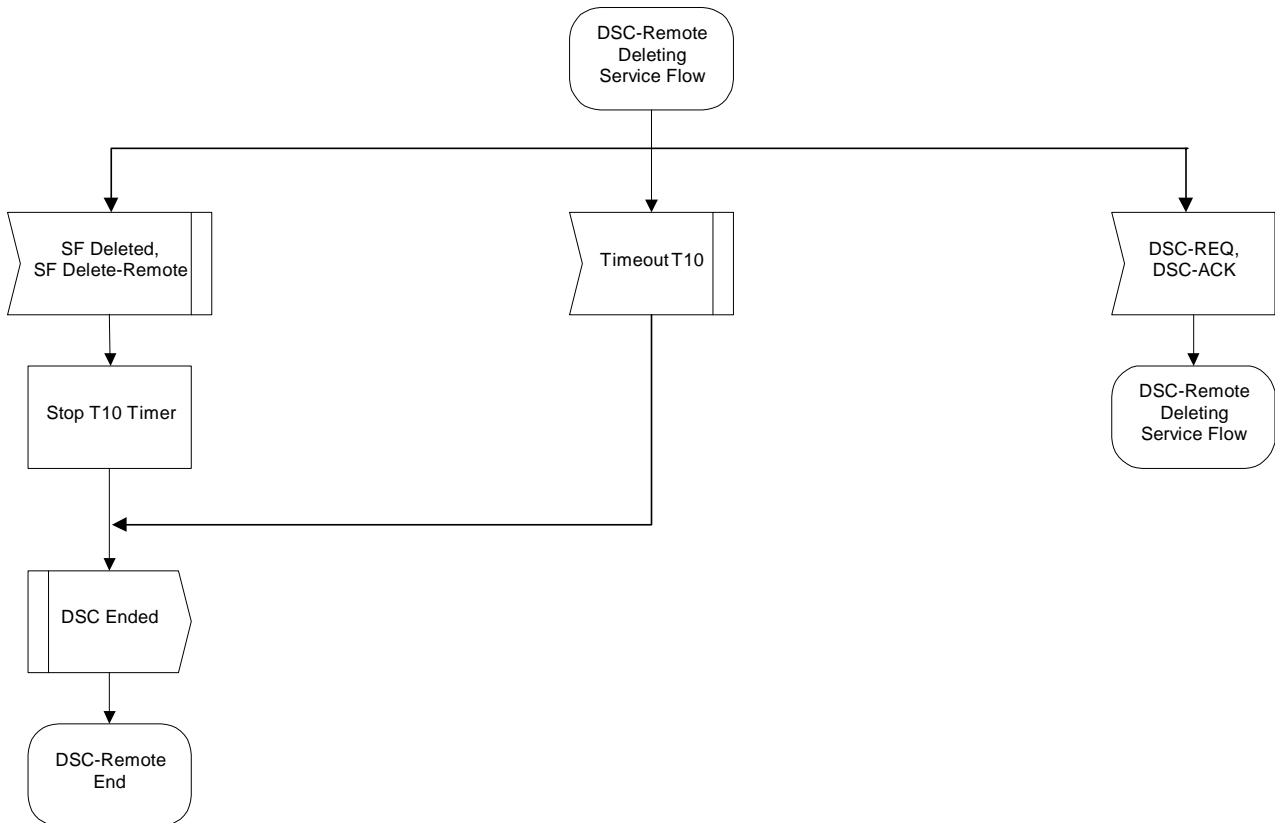 DSC-Remote
Deleting
Service Flow
SF Deleted,
SF Delete-Remote
Timeout T10
DSC-REQ,
DSC-ACK
Stop T10 Timer
DSC-Remote
Deleting
Service Flow
DSC Ended
DSC-Remote
End